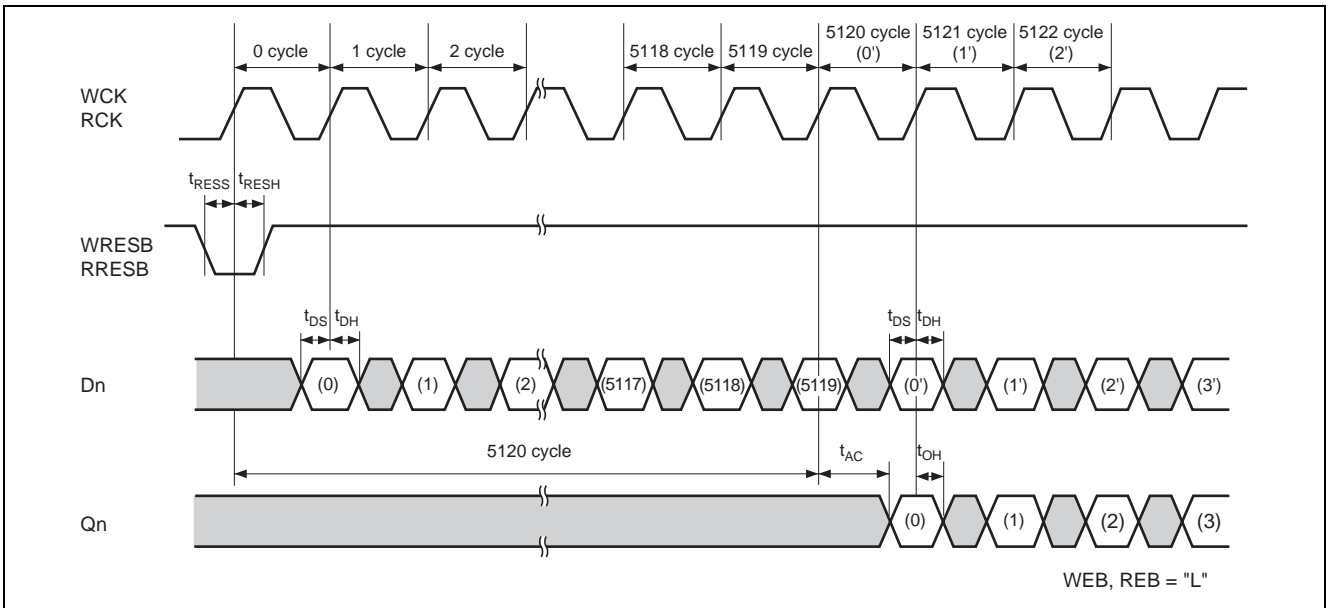 0 cycle 1 cycle 2 cycle 5118 cycle 5119 cycle 5120 cycle (0') 5121 cycle (1') 5122 cycle (2')
WCK
RCK
tRESS tRESH
WRESB
RRESB
tDS tDH tDS tDH
Dn (0) (1) (2) (5117) (5118) (5119) (0') (1') (2') (3')
5120 cycle tAC tOH
Qn (0) (1) (2) (3)
WEB, REB = "L"